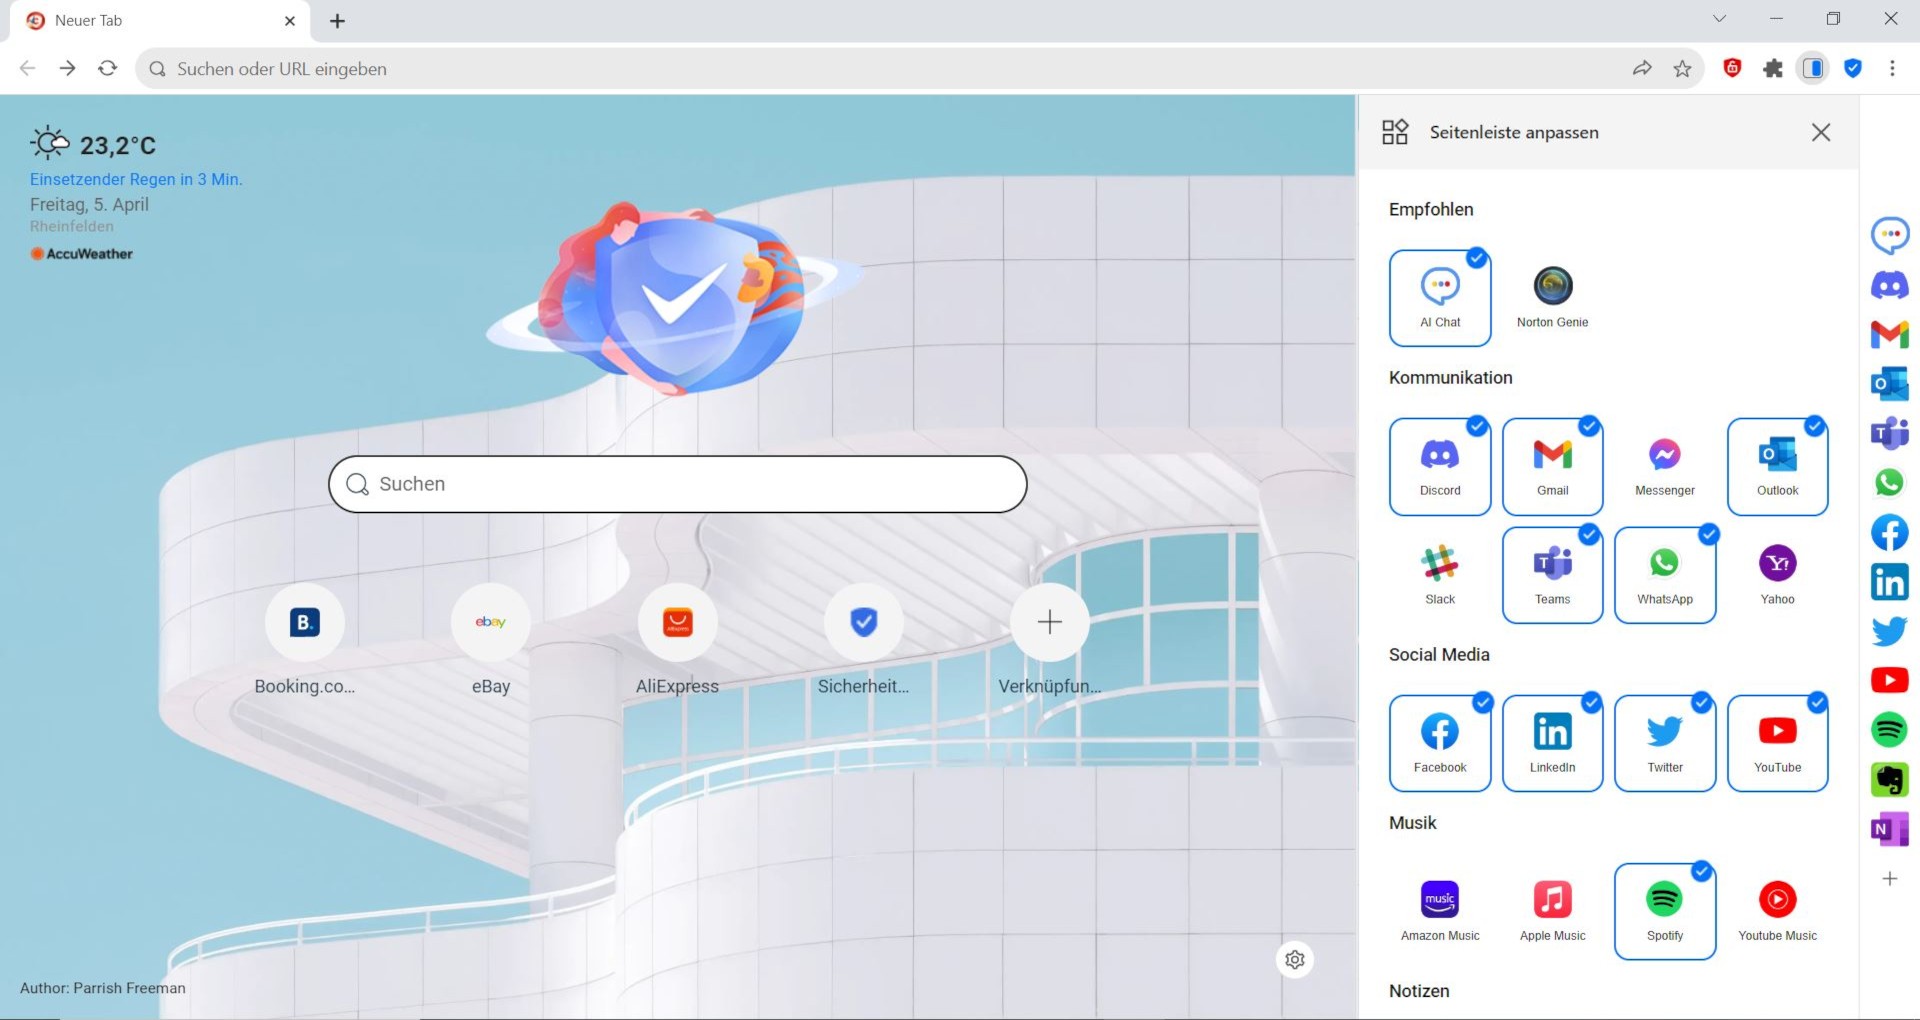 Neuer Tab
Suchen oder URL eingeben
23,2°C
Einsetzender Regen in 3 Min.
Freitag, 5. April
Rheinfelden
AccuWeather
Suchen
B.
ebay
AliExpress
Booking.co...
eBay
AliExpress
Sicherheit...
Verknüpfun...
Author: Parrish Freeman
Seitenleiste anpassen
Empfohlen
AI Chat
Norton Genie
Kommunikation
Discord
Gmail
Messenger
Outlook
Slack
Teams
WhatsApp
Yahoo
Social Media
Facebook
LinkedIn
Twitter
YouTube
Musik
music
Amazon Music
Apple Music
Spotify
Youtube Music
Notizen